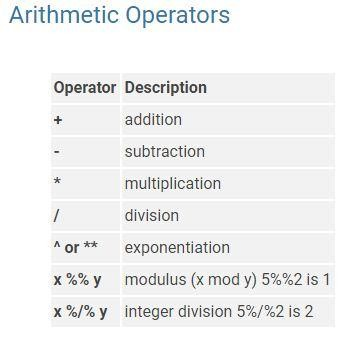 Arithmetic Operators
Operator Description
+ addition
- subtraction
* multiplication
/ division
^ or ** exponentiation
x %% y modulus (x mod y) 5%%2 is 1
x %/% y integer division 5%/%2 is 2